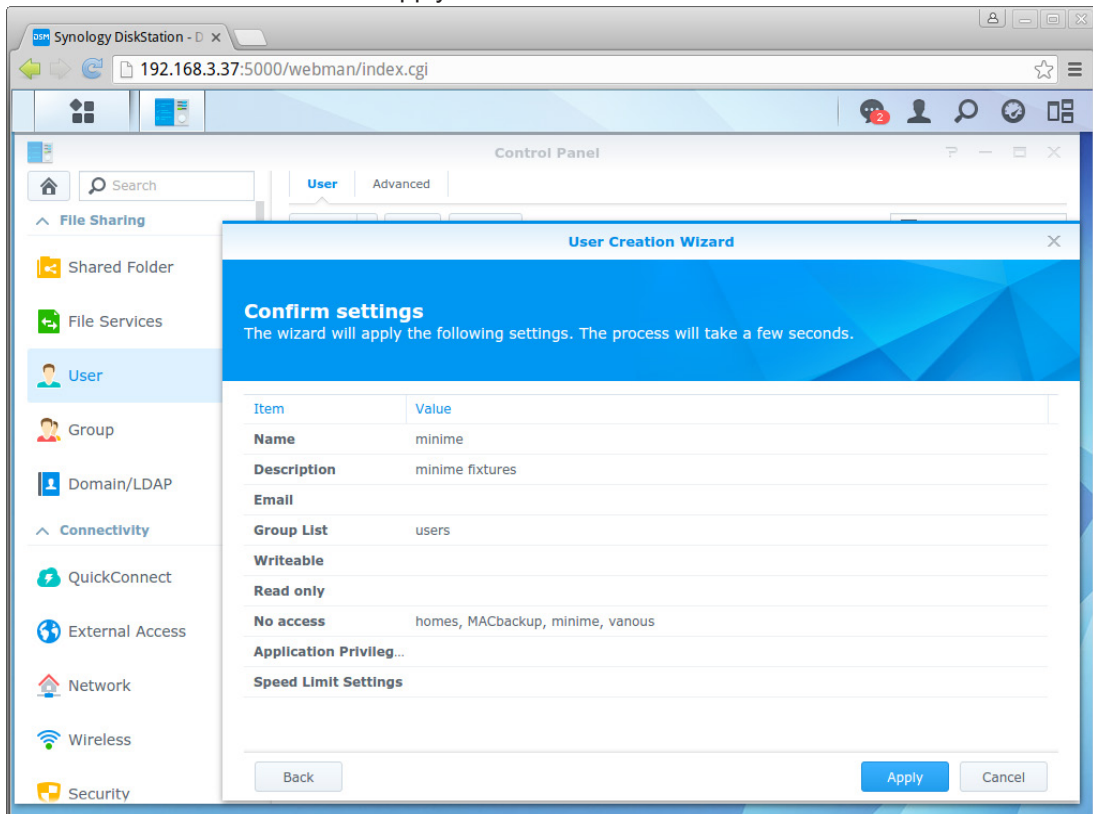 Synology DiskStation - D
192.168.3.37:5000/webman/index.cgi
2
Control Panel
Search
User Advanced
File Sharing
Shared Folder
File Services
User
Group
Domain/LDAP
Connectivity
QuickConnect
External Access
Network
Wireless
Security
User Creation Wizard
Confirm settings
The wizard will apply the following settings. The process will take a few seconds.
Item Value
Name minime
Description minime fixtures
Email
Group List users
Writeable
Read only
No access homes, MACbackup, minime, vanous
Application Privileg...
Speed Limit Settings
Back Apply Cancel